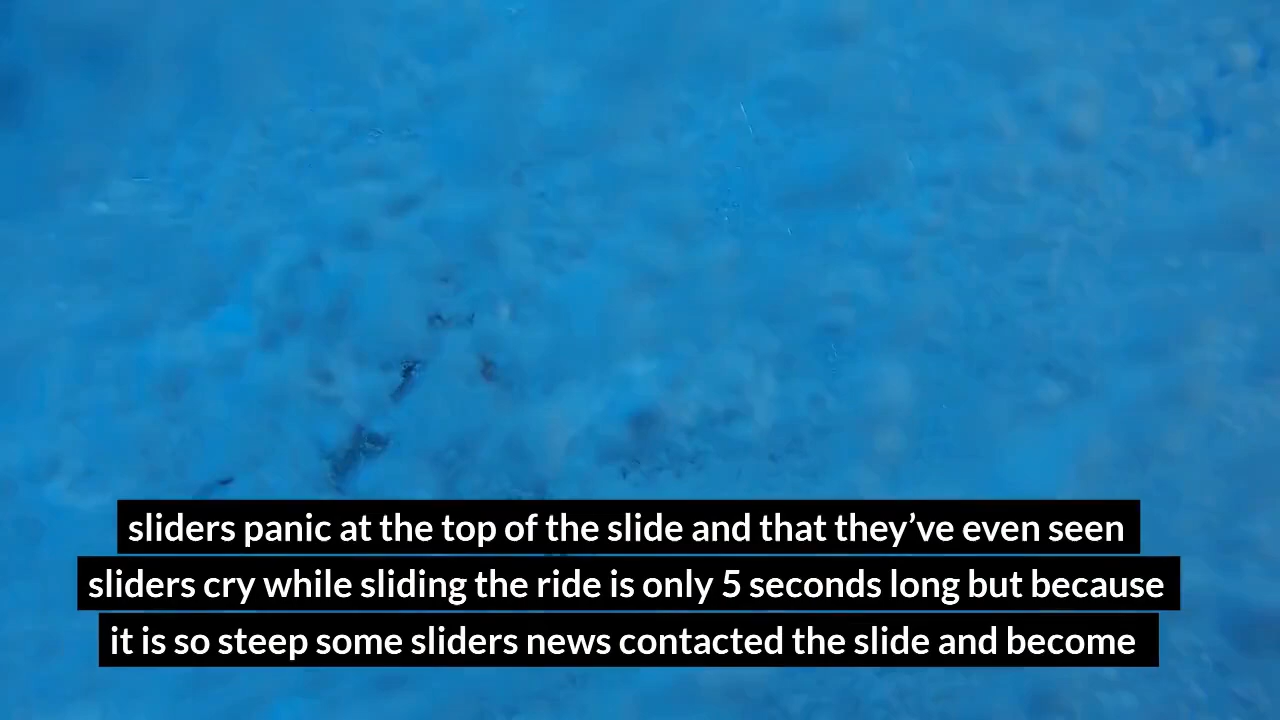 sliders panic at the top of the slide and that they’ve even seen
sliders cry while sliding the ride is only 5 seconds long but because
it is so steep some sliders news contacted the slide and become